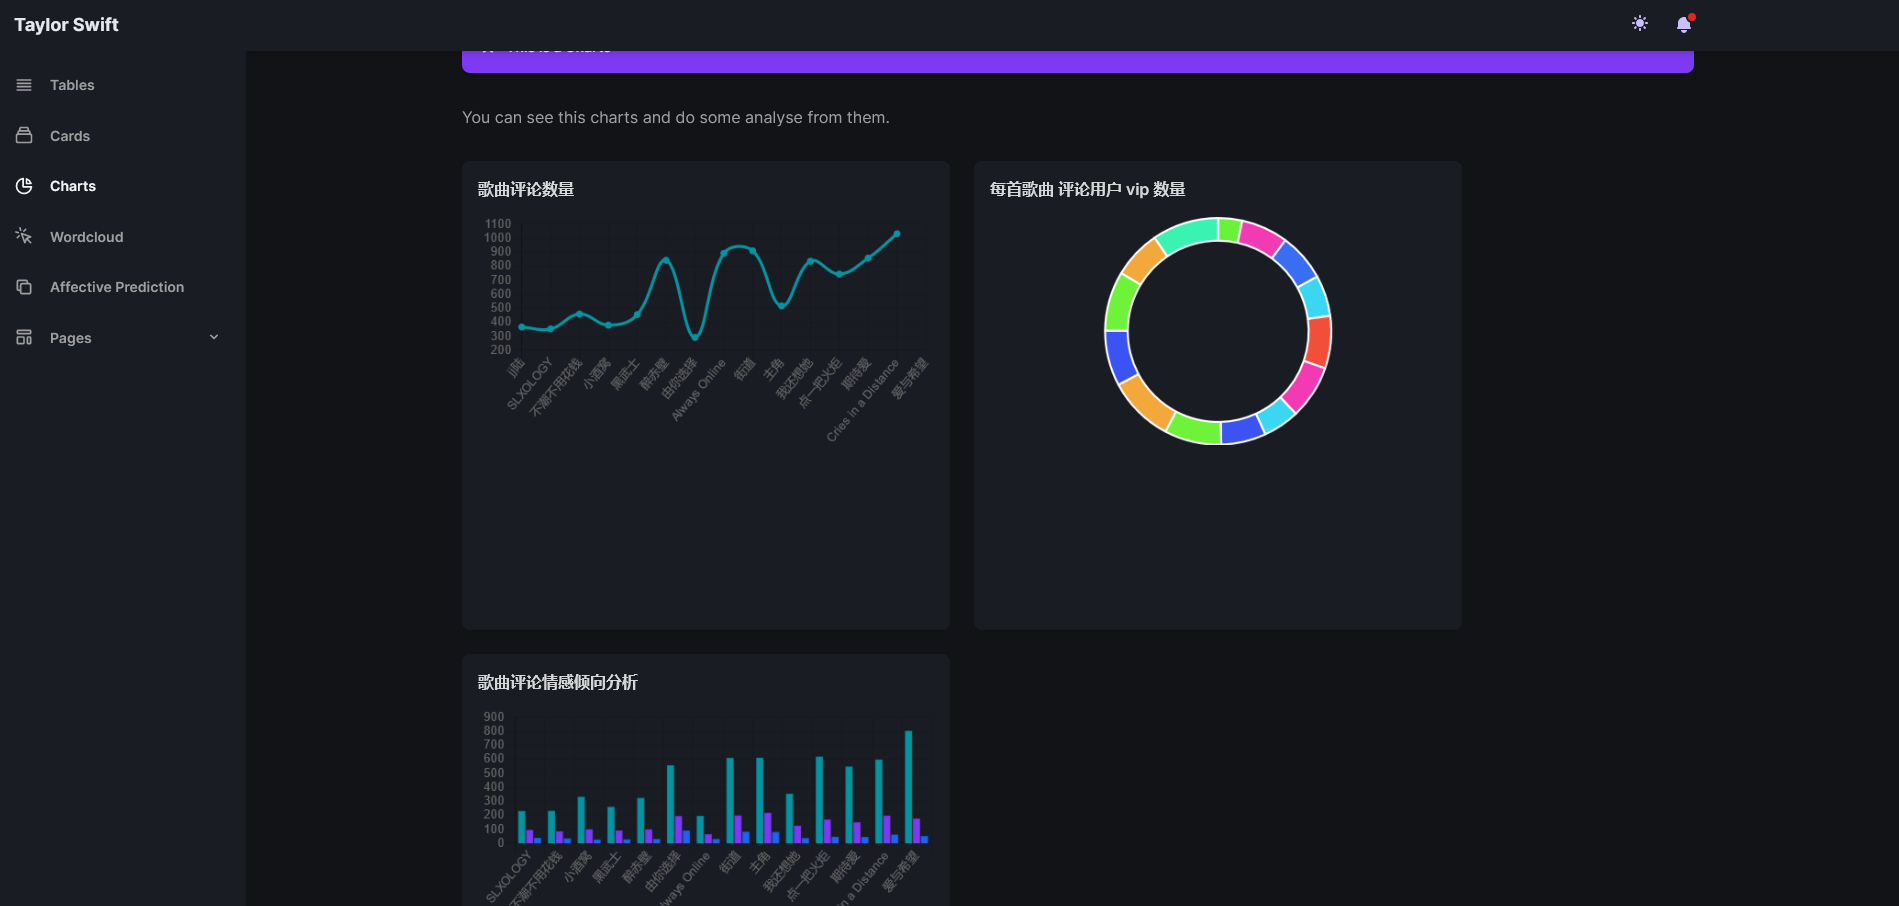 Taylor Swift
Tables
Cards
Charts
Wordcloud
Affective Prediction
Pages
You can see this charts and do some analyse from them.
歌曲评论数量
1100
1000
900
800
700
600
500
400
300
200
jj陆
SLXOLOGY
不潮不用花钱
小酒窝
黑武士
醉赤壁
由你选择
Always Online
街道
主角
我还想她
点一把火炬
期待爱
Cries in a Distance
爱与希望
每首歌曲 评论用户 vip 数量
歌曲评论情感倾向分析
900
800
700
600
500
400
300
200
100
0
SLXOLOGY
不潮不用花钱
小酒窝
黑武士
醉赤壁
由你选择
lways Online
街道
主角
我还想她
点一把火炬
期待爱
in a Distance
爱与希望